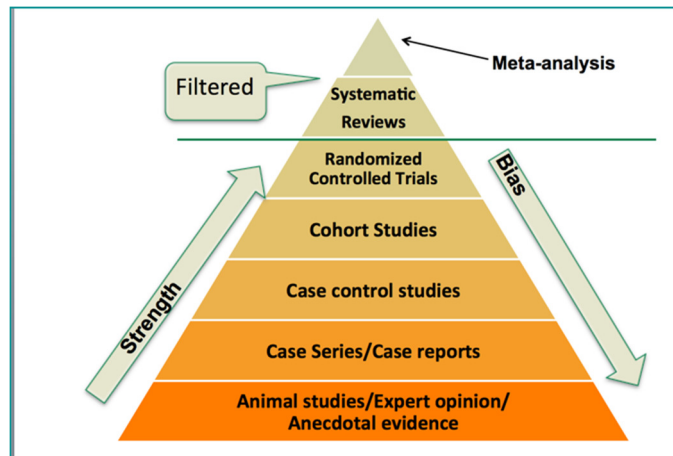 Meta-analysis
Filtered
Systematic
Reviews
Randomized
Controlled Trials
Bias
Cohort Studies
Case control studies
Strength
Case Series/Case reports
Animal studies/Expert opinion/
Anecdotal evidence